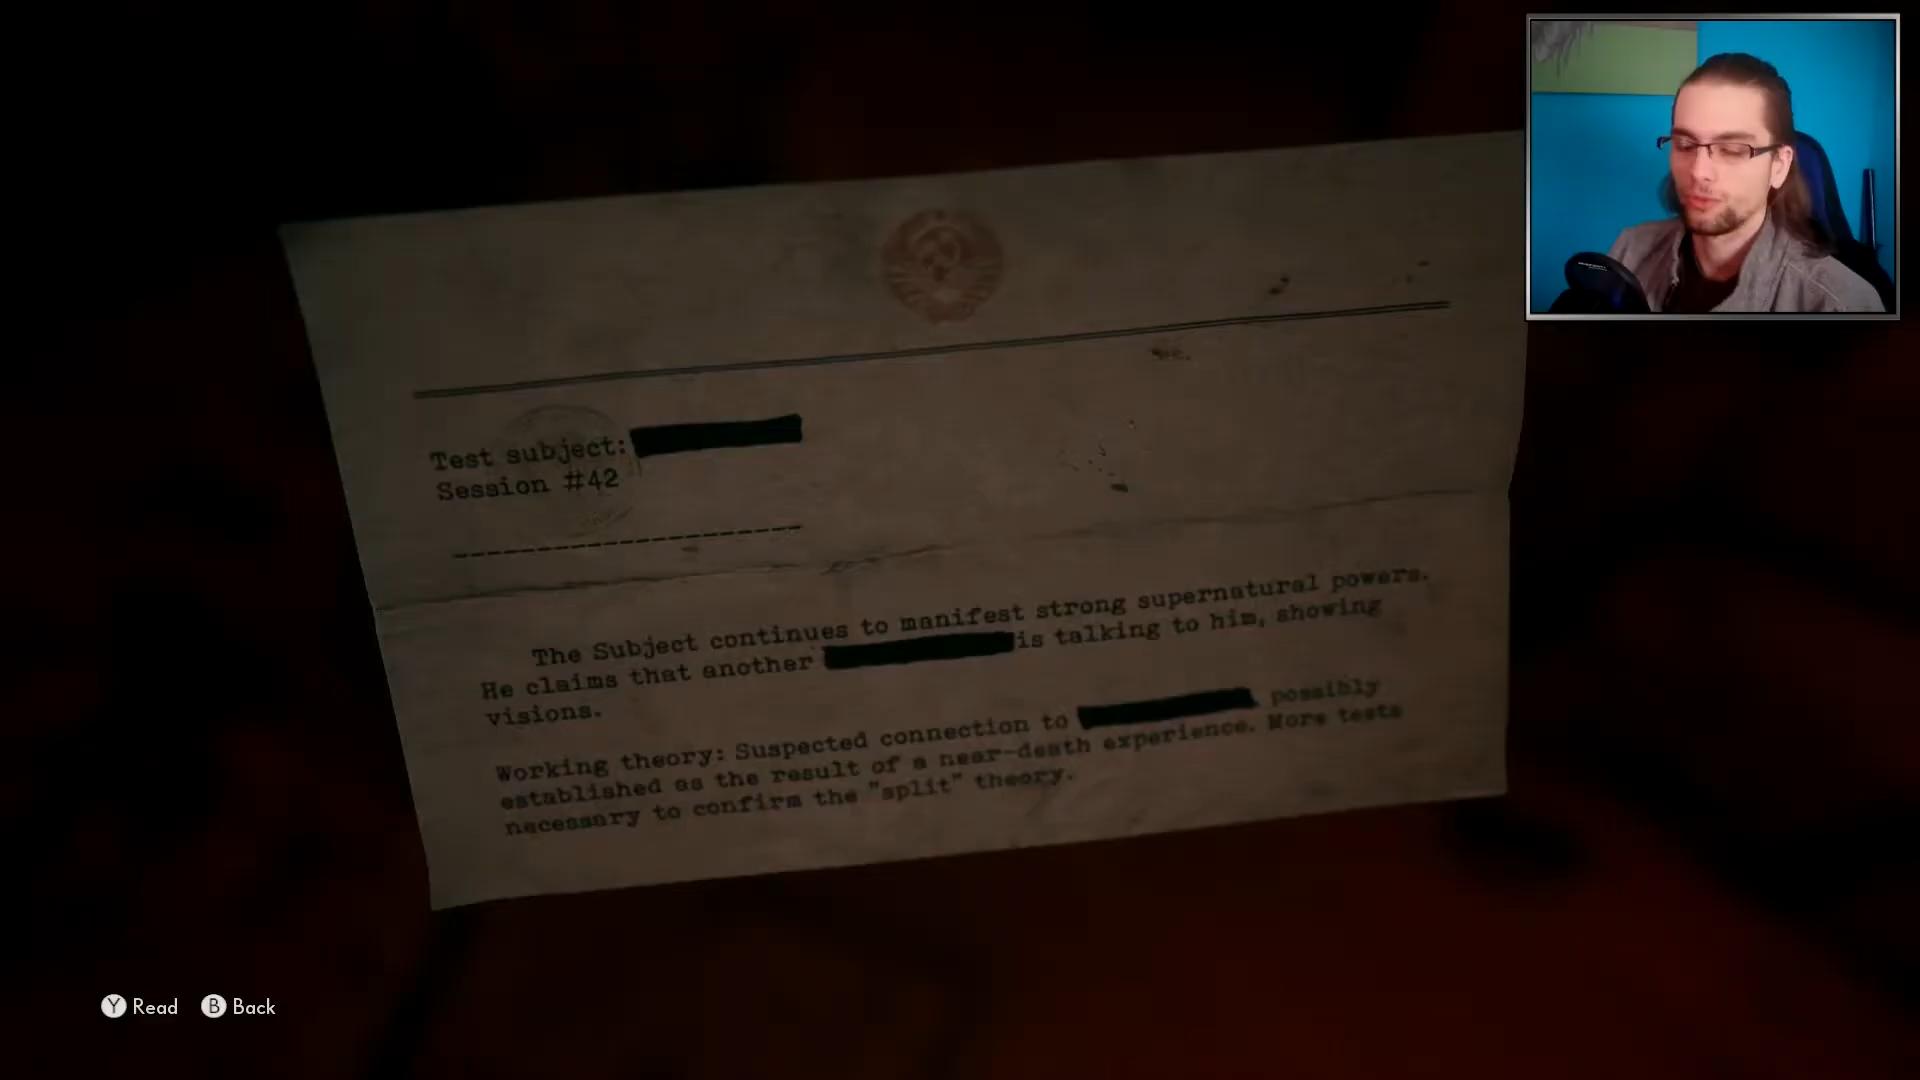 Test subject:
Session #42
The Subject continues to manifest strong supernatural powers.
He claims that another is talking to him, showing
visions.
Working theory: Suspected connection to possibly
established as the result of a near-death experience. More tests
necessary to confirm the "split" theory.
Y Read B Back